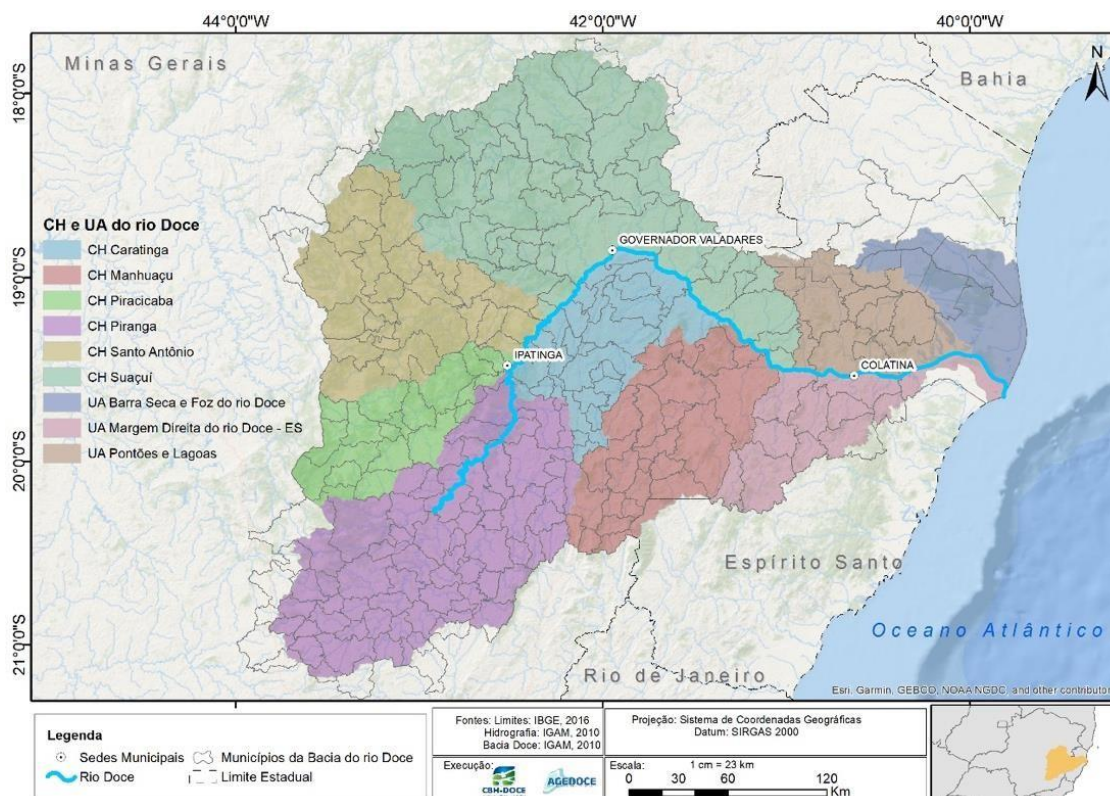 44°0'0"W 42°0'0"W 40°0'0"W
Minas Gerais
Bahia
N
18°0'0"S
19°0'0"S
20°0'0"S
21°0'0"S
CH e UA do rio Doce
CH Caratinga
CH Manhuaçu
CH Piracicaba
CH Piranga
CH Santo Antônio
CH Suaçuí
UA Barra Seca e Foz do rio Doce
UA Margem Direita do rio Doce - ES
UA Pontões e Lagoas
GOVERNADOR VALADARES
IPATINGA
COLATINA
Espírito Santo
Oceano Atlântico
Rio de Janeiro
Esri, Garmin, GEBCO, NOAA NGDC, and other contributor
Legenda
Sedes Municipais
Municípios da Bacia do rio Doce
Rio Doce
Limite Estadual
Fontes: Limites: IBGE, 2016
Hidrografia: IGAM, 2010
Bacia Doce: IGAM, 2010
Execução:
CBH-DOCE
AGEDOCE
Projeção: Sistema de Coordenadas Geográficas
Datum: SIRGAS 2000
Escala: 1 cm = 23 km
0 30 60 120
Km